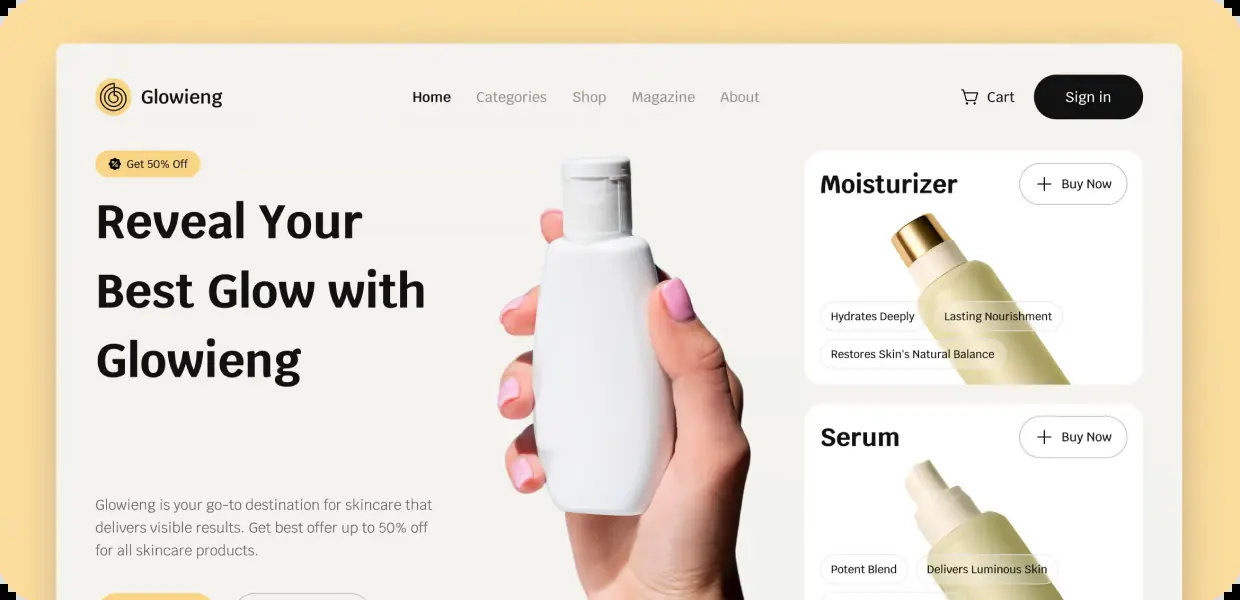 Glowieng
Home
Categories
Shop
Magazine
About
Cart
Sign in
Get 50% Off
Reveal Your
Best Glow with
Glowieng
Glowieng is your go-to destination for skincare that
delivers visible results. Get best offer up to 50% off
for all skincare products.
Moisturizer
Buy Now
Hydrates Deeply
Lasting Nourishment
Restores Skin's Natural Balance
Serum
Buy Now
Potent Blend
Delivers Luminous Skin